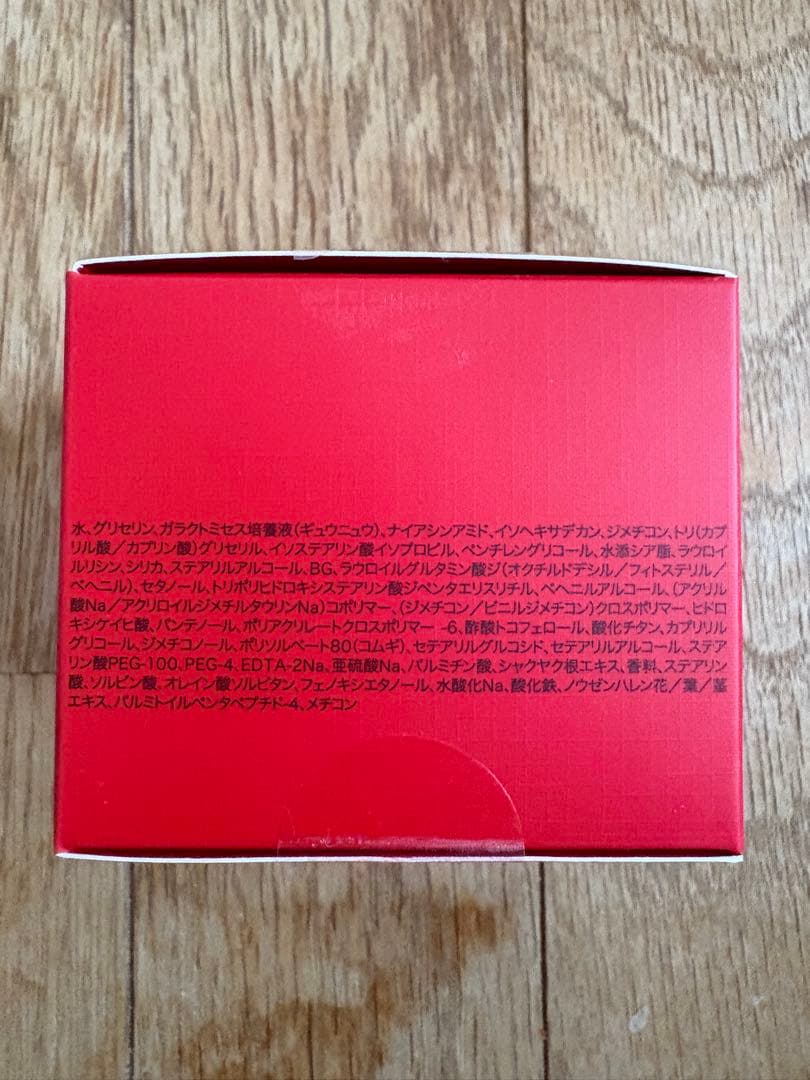 水、グリセリン、ガラクトミセス培養液(ギュウニュウ)、ナイアシンアミド、イソヘキサデカン、ジメチコン、トリ(カプ
リル酸／カプリン酸)グリセリル、イソステアリン酸イソプロピル、ペンチレングリコール、水添シア脂、ラウロイ
ルリシン、シリカ、ステアリルアルコール、BG、ラウロイルグルタミン酸ジ(オクチルドデシル／フィトステリル／
ベヘニル)、セタノール、トリポリヒドロキシステアリン酸ジペンタエリスリチル、ベヘニルアルコール、(アクリル
酸Na／アクリロイルジメチルタウリンNa)コポリマー、(ジメチコン／ビニルジメチコン)クロスポリマー、ヒドロ
キシケイヒ酸、パンテノール、ポリアクリレートクロスポリマー -6、酢酸トコフェロール、酸化チタン、カプリリル
グリコール、ジメチコノール、ポリソルベート80(コムギ)、セテアリルグルコシド、セテアリルアルコール、ステア
リン酸PEG-100、PEG-4、EDTA-2Na、亜硫酸Na、パルミチン酸、シャクヤク根エキス、香料、ステアリン
酸、ソルビン酸、オレイン酸ソルビタン、フェノキシエタノール、水酸化Na、酸化鉄、ノウゼンハレン花／葉／茎
エキス、パルミトイルペンタペプチド-4、メチコン